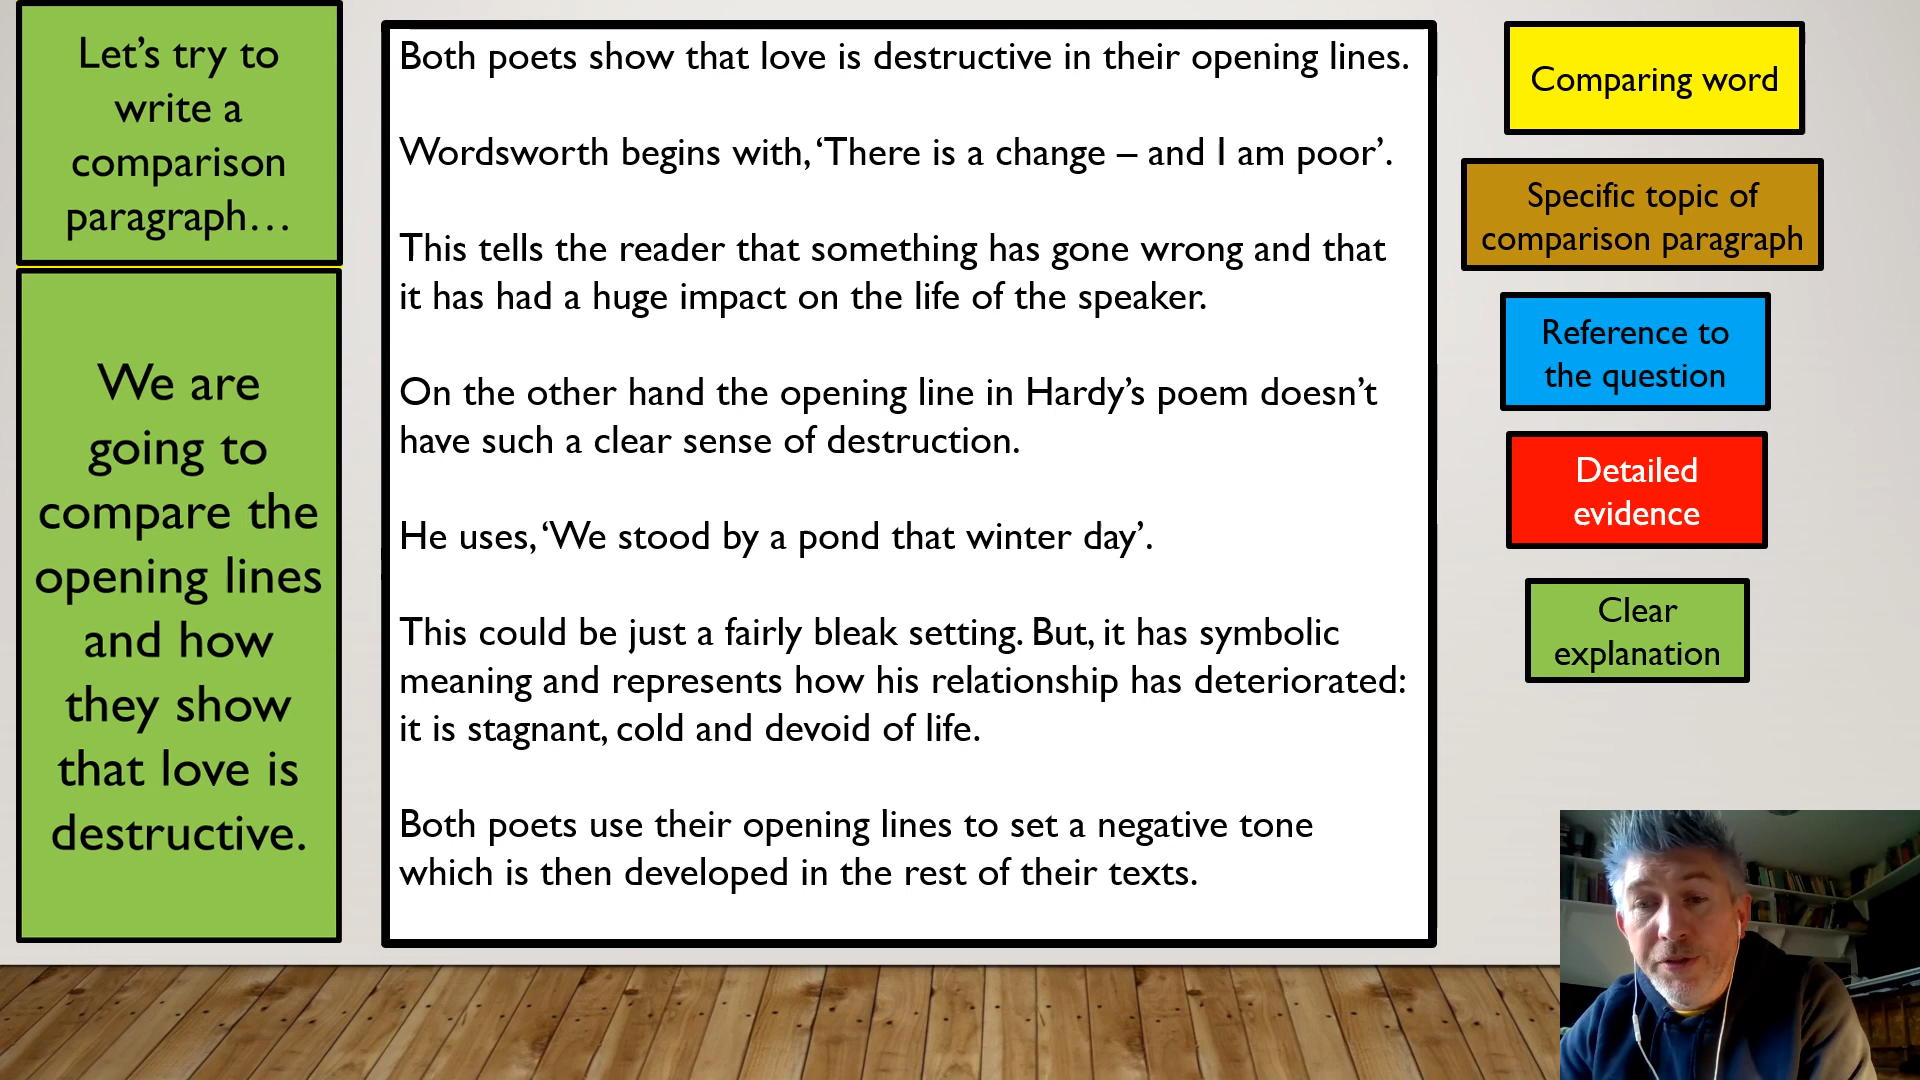 Let's try to
write a
comparison
paragraph…
We are
going to
compare the
opening lines
and how
they show
that love is
destructive.
Both poets show that love is destructive in their opening lines.
Wordsworth begins with, ‘There is a change – and I am poor’.
This tells the reader that something has gone wrong and that
it has had a huge impact on the life of the speaker.
On the other hand the opening line in Hardy’s poem doesn’t
have such a clear sense of destruction.
He uses, ‘We stood by a pond that winter day’.
This could be just a fairly bleak setting. But, it has symbolic
meaning and represents how his relationship has deteriorated:
it is stagnant, cold and devoid of life.
Both poets use their opening lines to set a negative tone
which is then developed in the rest of their texts.
Comparing word
Specific topic of
comparison paragraph
Reference to
the question
Detailed
evidence
Clear
explanation